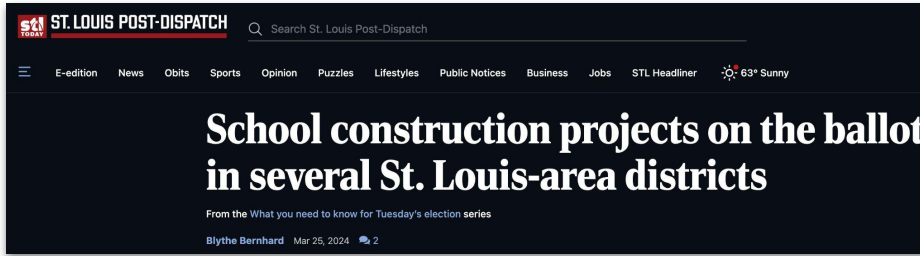 stl
TODAY
ST. LOUIS POST-DISPATCH
Search St. Louis Post-Dispatch
E-edition News Obits Sports Opinion Puzzles Lifestyles Public Notices Business Jobs STL Headliner 63° Sunny
School construction projects on the ballot
in several St. Louis-area districts
From the What you need to know for Tuesday's election series
Blythe Bernhard Mar 25, 2024 2